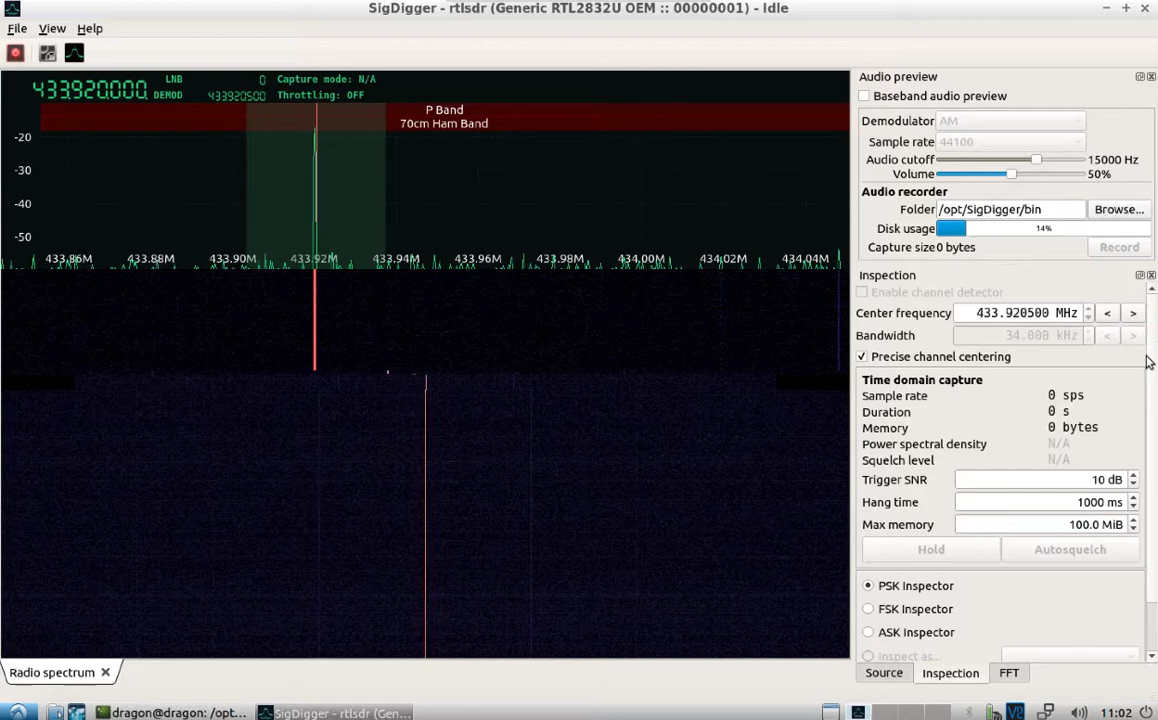 SigDigger - rtlsdr (Generic RTL2832U OEM :: 00000001) - Idle
File View Help
433.920.000. LNB 0 Capture mode: N/A
DEMOD 433920500 Throttling: OFF
P Band
70cm Ham Band
-20
-30
-40
-50
433.86M 433.88M 433.90M 433.92M 433.94M 433.96M 433.98M 434.00M 434.02M 434.04M
Audio preview
Baseband audio preview
Demodulator AM
Sample rate 44100
Audio cutoff 15000 Hz
Volume 50%
Audio recorder
Folder /opt/SigDigger/bin Browse...
Disk usage 14%
Capture size0 bytes Record
Inspection
Enable channel detector
Center frequency 433.920500 MHz < >
Bandwidth 34.000 kHz < >
Precise channel centering
Time domain capture
Sample rate 0 sps
Duration 0 s
Memory 0 bytes
Power spectral density N/A
Squelch level N/A
Trigger SNR 10 dB
Hang time 1000 ms
Max memory 100.0 MiB
Hold Autosquelch
PSK Inspector
FSK Inspector
ASK Inspector
Inspect as...
Radio spectrum
Source Inspection FFT
dragon@dragon: /opt... SigDigger - rtlsdr (Gen... 11:02